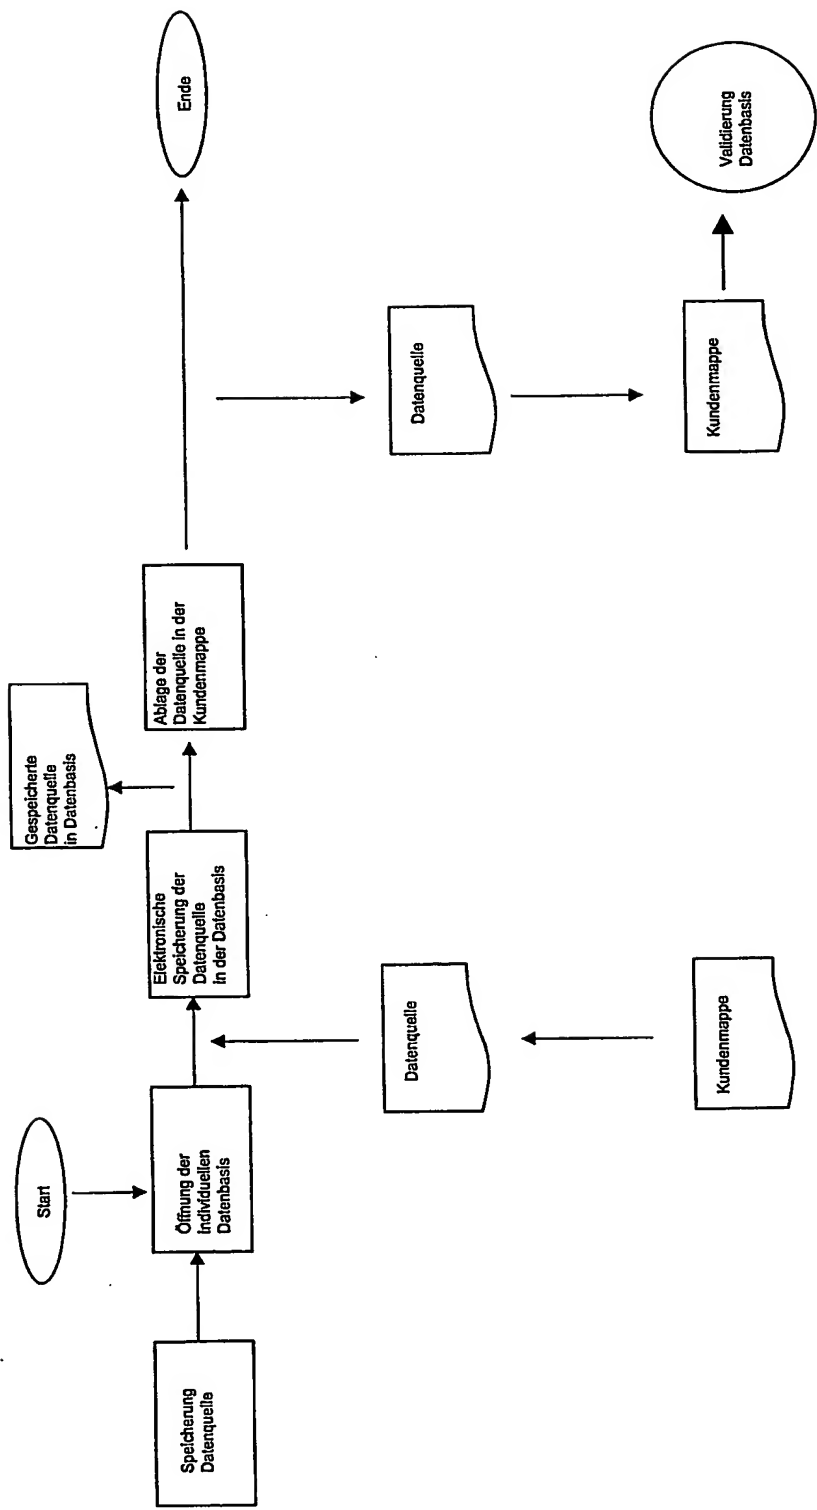 Start
Gespeicherte
Datenquelle
in Datenbasis
Speicherung
Datenquelle
Öffnung der
Individuellen
Datenbasis
Elektronische
Speicherung der
Datenquelle
in der Datenbasis
Ablage der
Datenquelle in der
Kundenmappe
Ende
Datenquelle
Datenquelle
Kundenmappe
Kundenmappe
Validierung
Datenbasis